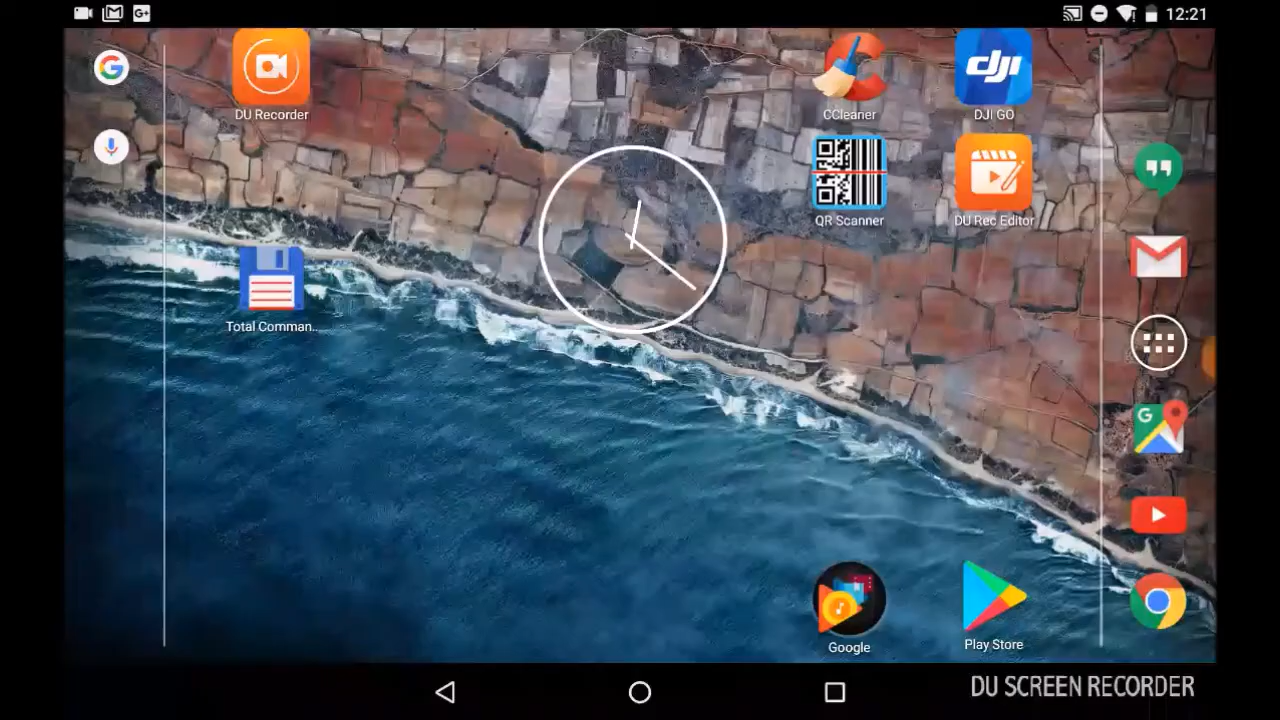 12:21
DU Recorder
CCleaner
dji
DJI GO
QR Scanner
DU Rec Editor
Total Comman..
Google
Play Store
DU SCREEN RECORDER